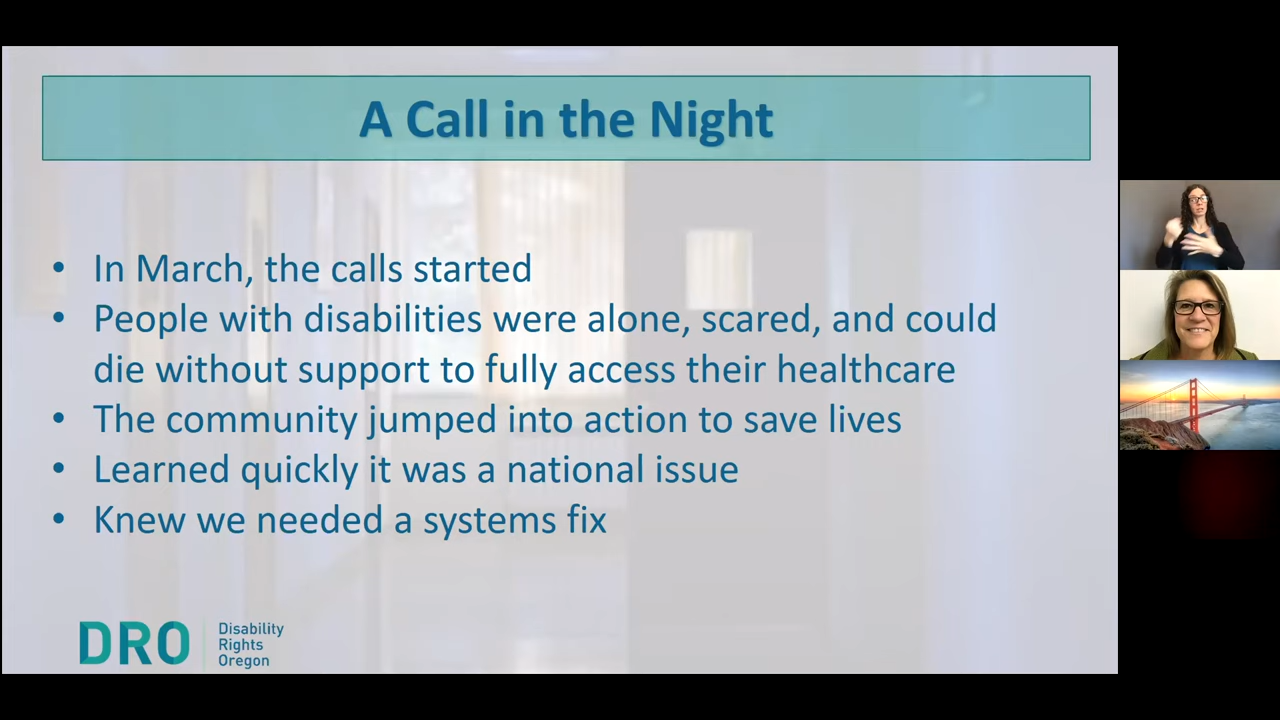 A Call in the Night
• In March, the calls started
• People with disabilities were alone, scared, and could
die without support to fully access their healthcare
• The community jumped into action to save lives
• Learned quickly it was a national issue
• Knew we needed a systems fix
DRO
Disability
Rights
Oregon